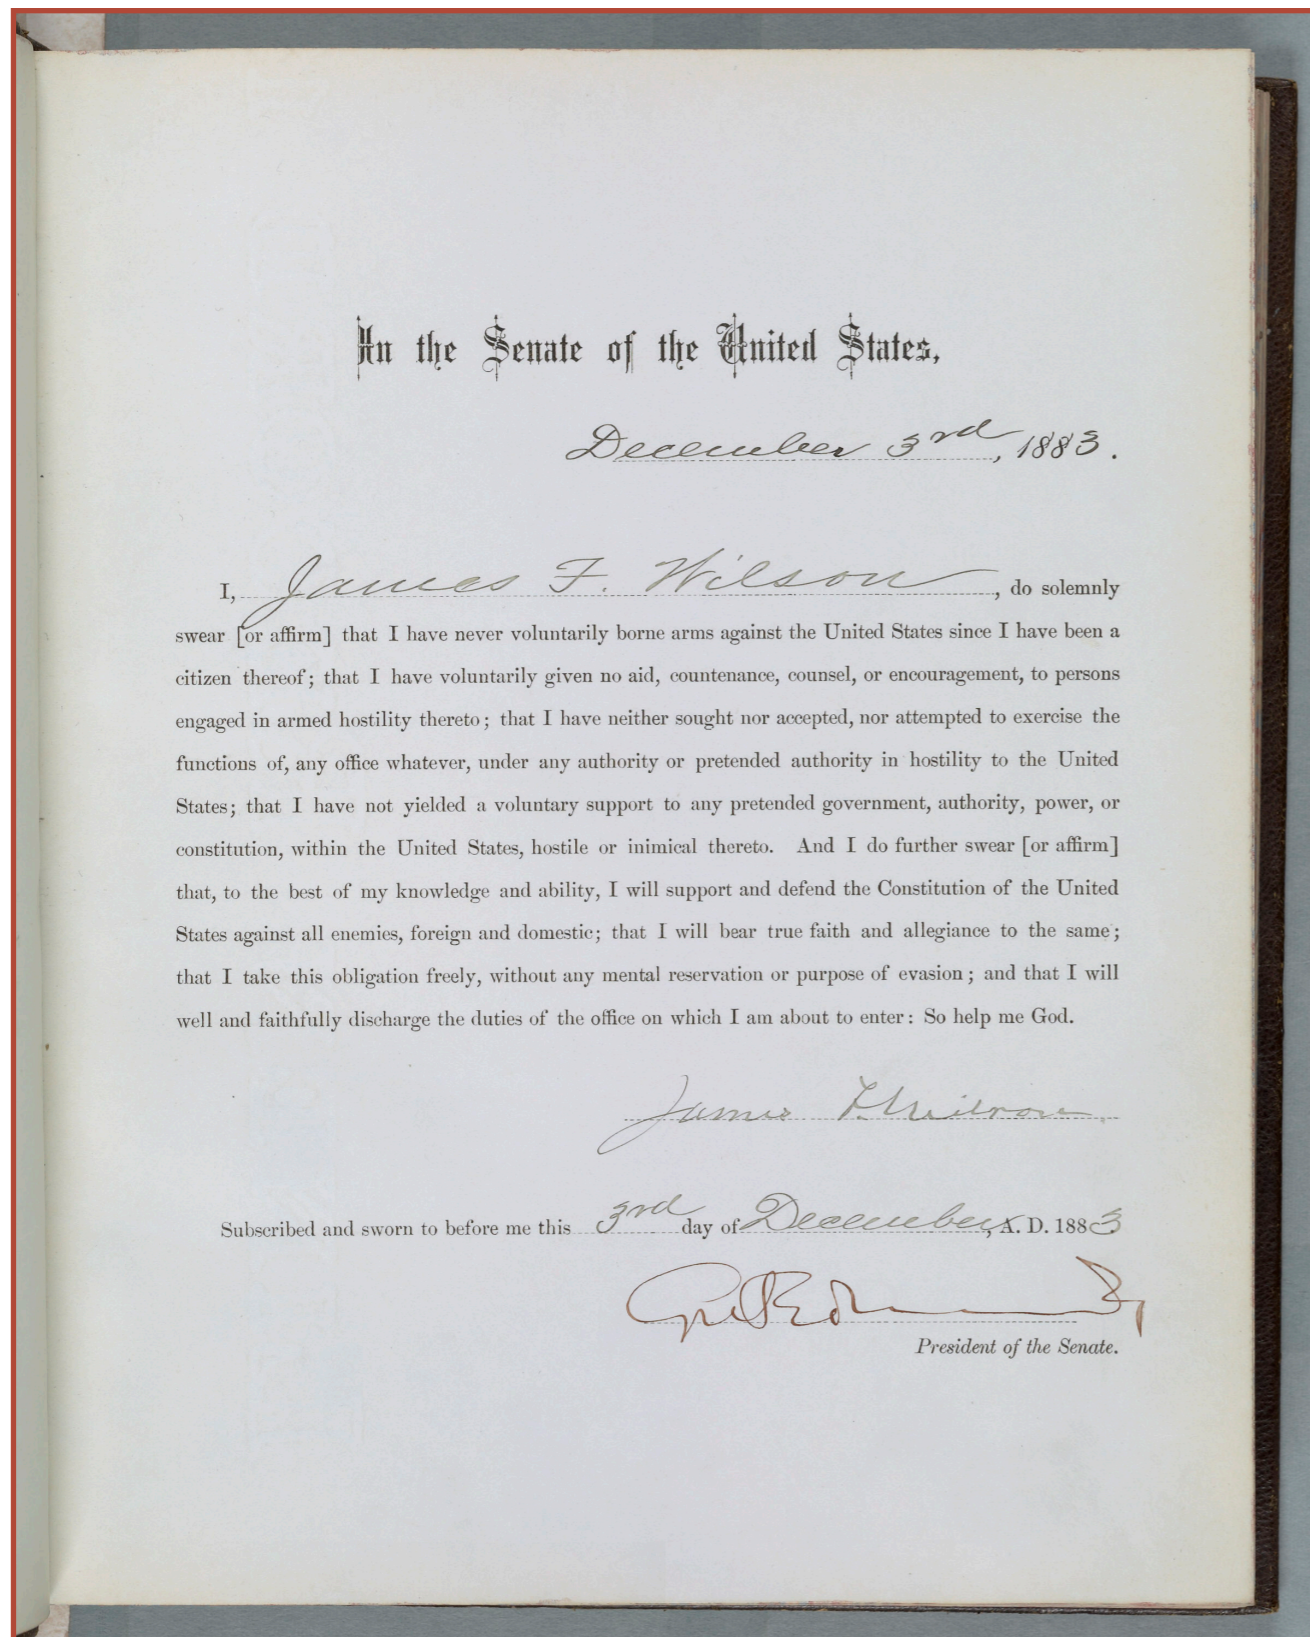 In the Senate of the United States,
December 3rd, 1883.
I, James F. Wilson, do solemnly
swear [or affirm] that I have never voluntarily borne arms against the United States since I have been a
citizen thereof; that I have voluntarily given no aid, countenance, counsel, or encouragement, to persons
engaged in armed hostility thereto; that I have neither sought nor accepted, nor attempted to exercise the
functions of, any office whatever, under any authority or pretended authority in hostility to the United
States; that I have not yielded a voluntary support to any pretended government, authority, power, or
constitution, within the United States, hostile or inimical thereto. And I do further swear [or affirm]
that, to the best of my knowledge and ability, I will support and defend the Constitution of the United
States against all enemies, foreign and domestic; that I will bear true faith and allegiance to the same;
that I take this obligation freely, without any mental reservation or purpose of evasion; and that I will
well and faithfully discharge the duties of the office on which I am about to enter: So help me God.
James F. Wilson
Subscribed and sworn to before me this 3rd day of December, A. D. 1883
Geo F Edmunds
President of the Senate.